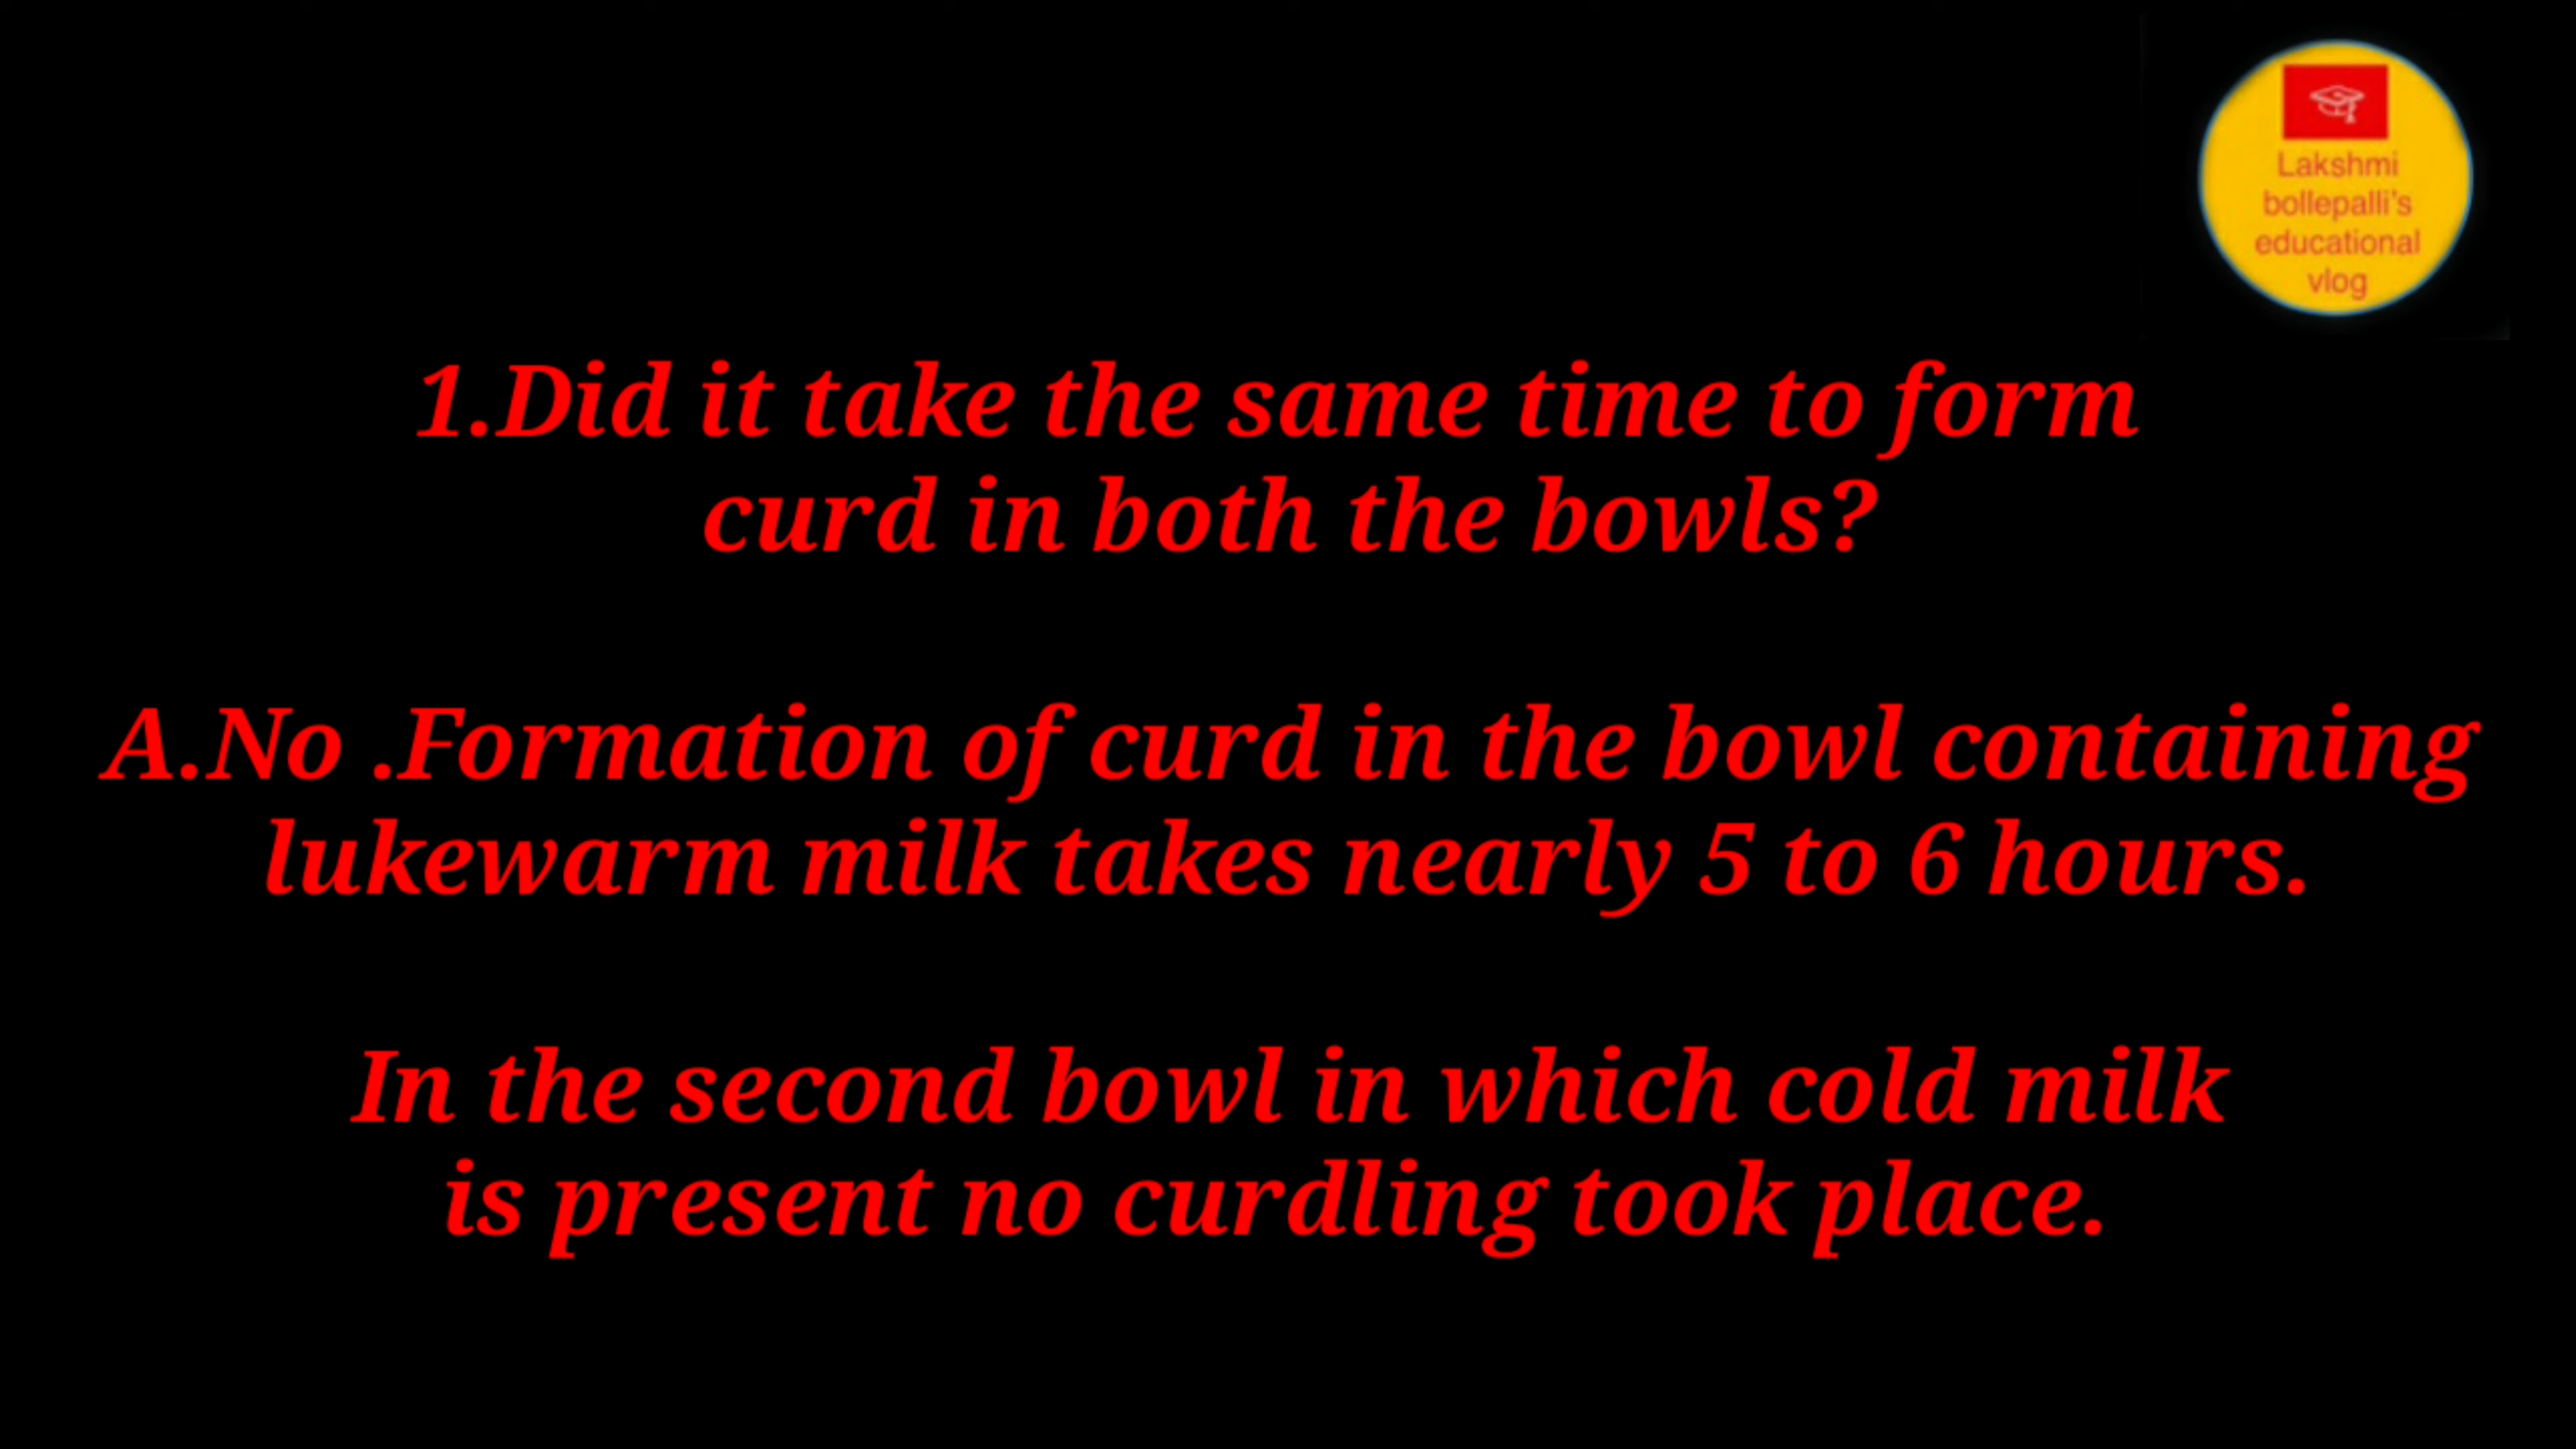 Lakshmi
bollepalli's
educational
vlog
1.Did it take the same time to form
curd in both the bowls?
A.No .Formation of curd in the bowl containing
lukewarm milk takes nearly 5 to 6 hours.
In the second bowl in which cold milk
is present no curdling took place.